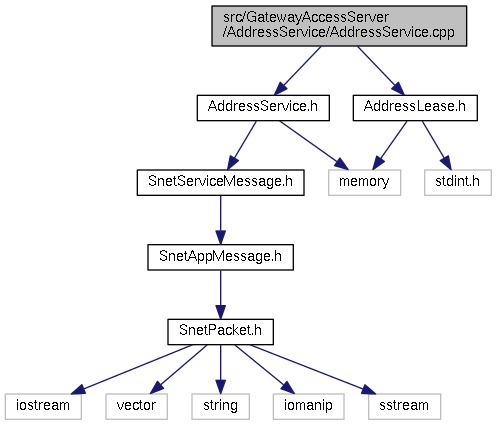 src/GatewayAccessServer
/AddressService/AddressService.cpp
AddressService.h
AddressLease.h
SnetServiceMessage.h
memory
stdint.h
SnetAppMessage.h
SnetPacket.h
iostream
vector
string
iomanip
sstream